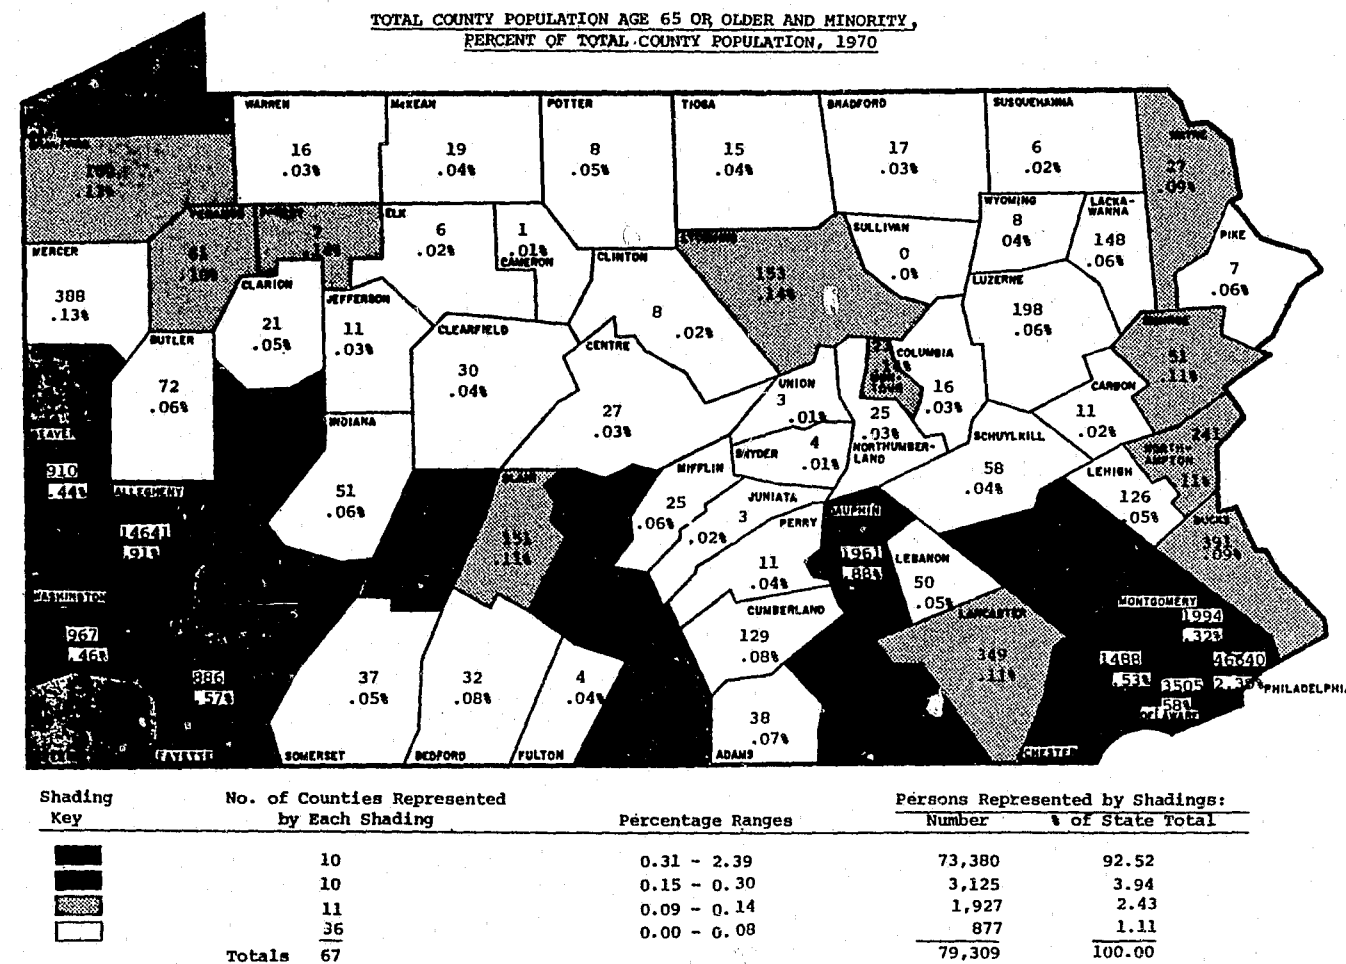 TOTAL COUNTY POPULATION AGE 65 OR OLDER AND MINORITY,
PERCENT OF TOTAL COUNTY POPULATION, 1970
WARREN
16
.03%
McKEAN
19
.04%
POTTER
8
.05%
TIOGA
15
.04%
BRADFORD
17
.03%
SUSQUEHANNA
6
.02%
WAYNE
27
.09%
.13%
WYOMING
8
04%
LACKA-
WANNA
148
.06%
PIKE
7
.06%
MERCER
388
.13%
VENANGO
61
.10%
7
.14%
ELK
6
.02%
1
.01%
CAMERON
CLINTON
8
.02%
LYCOMING
153
.14%
SULLIVAN
0
.0%
LUZERNE
198
.06%
CLARION
21
.05%
JEFFERSON
11
.03%
BUTLER
72
.06%
CLEARFIELD
30
.04%
CENTRE
27
.03%
UNION
3
.01%
COLUMBIA
16
.03%
MONROE
51
.11%
CARBON
11
.02%
25
.03%
NORTHUMBER-
LAND
SCHUYLKILL
58
.04%
241
NORTH-
AMPTON
11%
LEHIGH
126
.05%
BUCKS
391
.09%
BEAVER
910
.44%
ALLEGHENY
14641
.91%
INDIANA
51
.06%
BLAIR
151
.11%
MIFFLIN
25
.06%
SNYDER
4
.01%
JUNIATA
3
.02%
PERRY
11
.04%
DAUPHIN
1961
.88%
LEBANON
50
.05%
LANCASTER
349
.11%
CUMBERLAND
129
.08%
WASHINGTON
967
.46%
886
.57%
FAYETTE
37
.05%
SOMERSET
32
.08%
BEDFORD
4
.04%
FULTON
38
.07%
ADAMS
MONTGOMERY
1994
.32%
1488
.53%
CHESTER
3505
.58%
46640
PHILADELPHIA
Shading
Key
No. of Counties Represented
by Each Shading
Percentage Ranges
Persons Represented by Shadings:
Number % of State Total
10 0.31 - 2.39 73,380 92.52
10 0.15 - 0.30 3,125 3.94
11 0.09 - 0.14 1,927 2.43
36 0.00 - 0.08 877 1.11
Totals 67 79,309 100.00